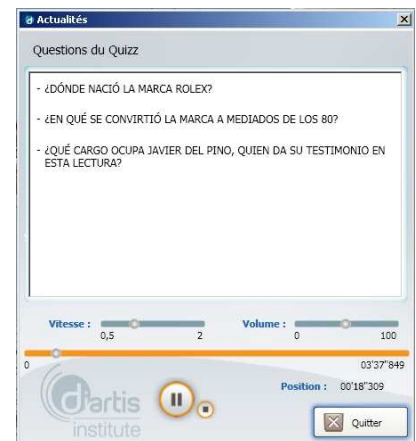 Actualités
Questions du Quizz
- ¿DÓNDE NACIÓ LA MARCA ROLEX?
- ¿EN QUÉ SE CONVIRTIÓ LA MARCA A MEDIADOS DE LOS 80?
- ¿QUÉ CARGO OCUPA JAVIER DEL PINO, QUIEN DA SU TESTIMONIO EN
ESTA LECTURA?
Vitesse : Volume :
0,5 2 0 100
0 03'37"849
Position : 00'18"309
dartis
institute
Quitter